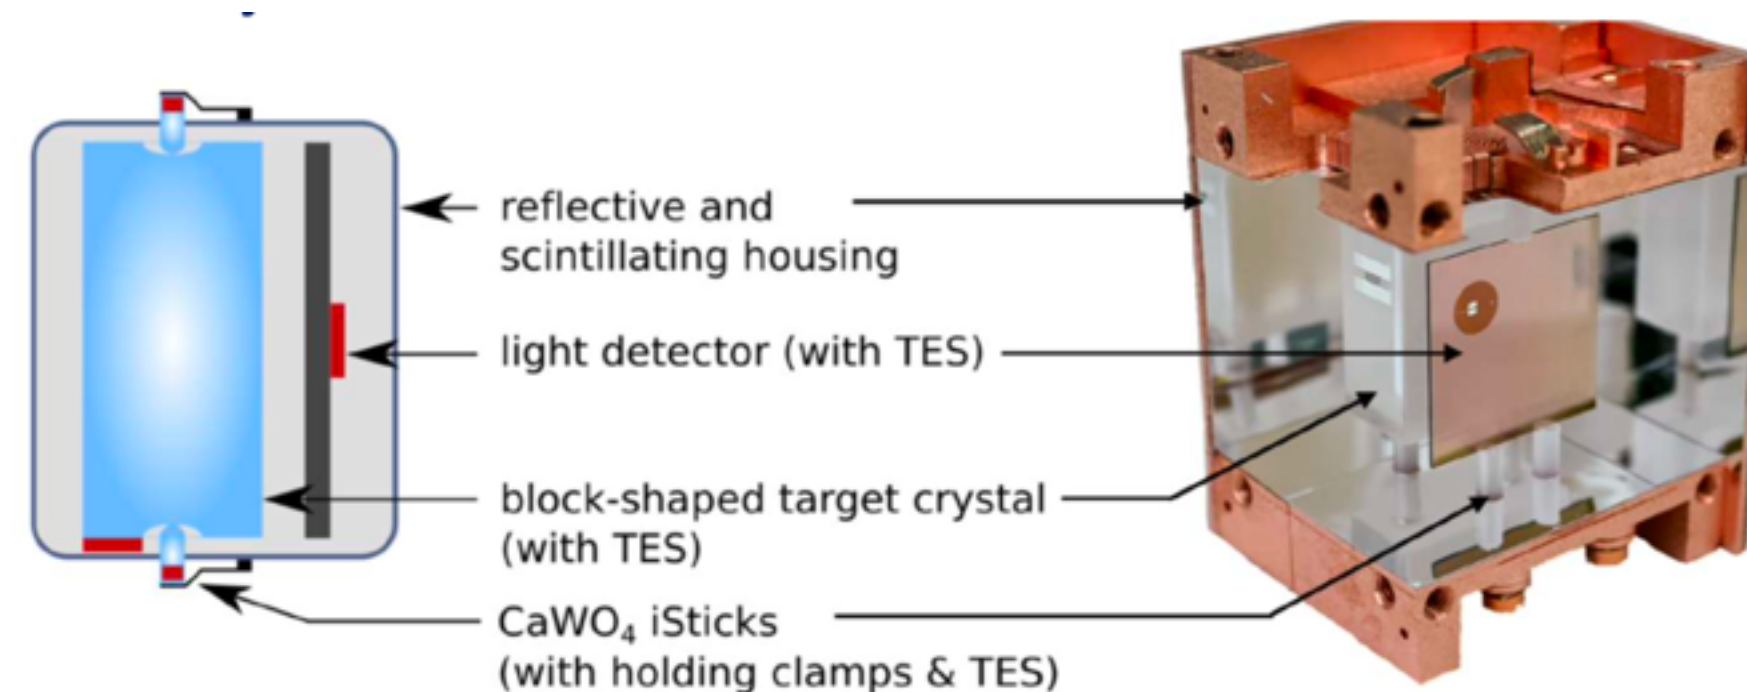 reflective and
scintillating housing
light detector (with TES)
block-shaped target crystal
(with TES)
CaWO₄ iSticks
(with holding clamps & TES)